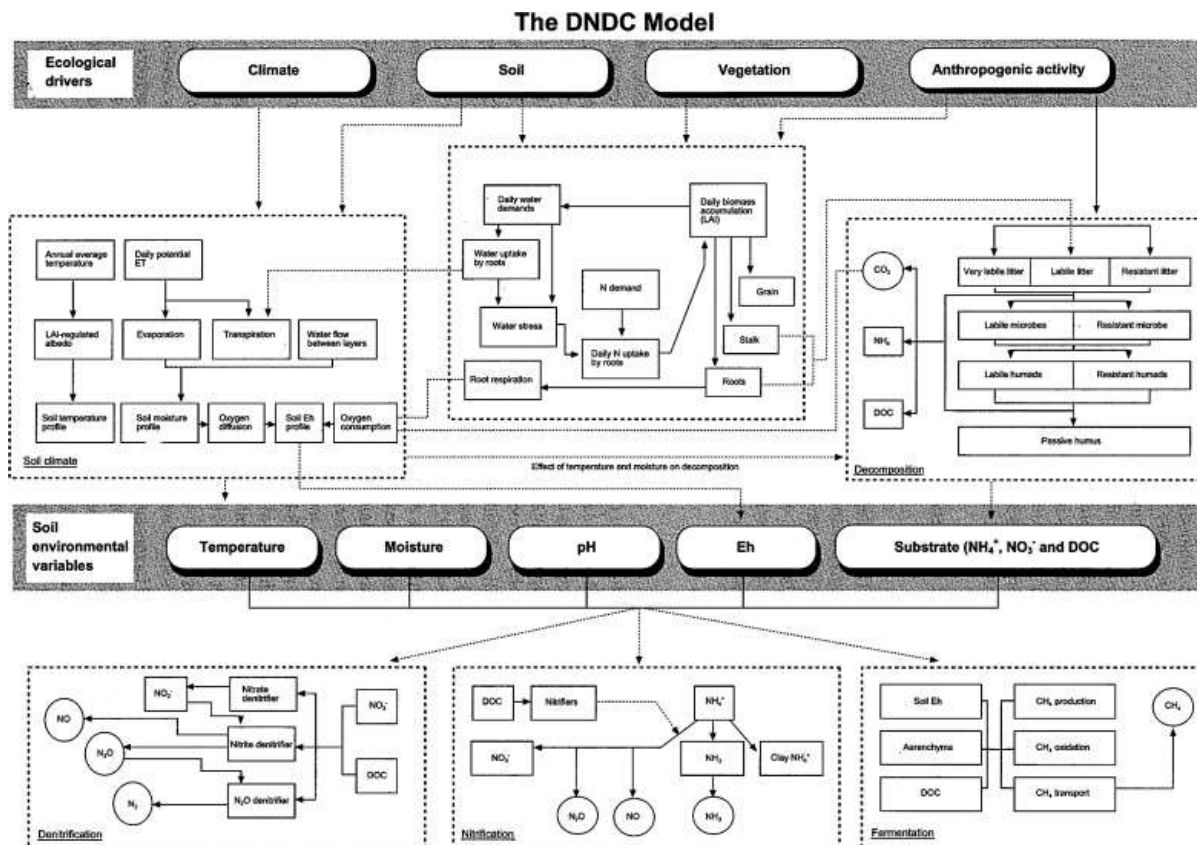 The DNDC Model
Ecological
drivers
Climate
Soil
Vegetation
Anthropogenic activity
Daily water
demands
Daily biomass
accumulation
(LAI)
Water uptake
by roots
N demand
Grain
Water stress
Daily N uptake
by roots
Stalk
Root respiration
Roots
Annual average
temperature
Daily potential
ET
LAI-regulated
albedo
Evaporation
Transpiration
Water flow
between layers
Soil temperature
profile
Soil moisture
profile
Oxygen
diffusion
Soil Eh
profile
Oxygen
consumption
Soil climate
Effect of temperature and moisture on decomposition
CO₂
Very labile litter
Labile litter
Resistant litter
NH₄
Labile microbes
Resistant microbe
Labile humads
Resistant humads
DOC
Passive humus
Decomposition
Soil
environmental
variables
Temperature
Moisture
pH
Eh
Substrate (NH₄⁺, NO₃⁻ and DOC
NO₃⁻
Nitrate
denitrifier
NO
NO₂⁻
N₂O
Nitrite denitrifier
DOC
N₂
N₂O denitrifier
Denitrification
DOC
Nitrifiers
NH₄⁺
NO₃⁻
NH₃
Clay NH₄⁺
N₂O
NO
NH₃
Nitrification
Soil Eh
CH₄ production
CH₄
Aerenchyma
CH₄ oxidation
DOC
CH₄ transport
Fermentation